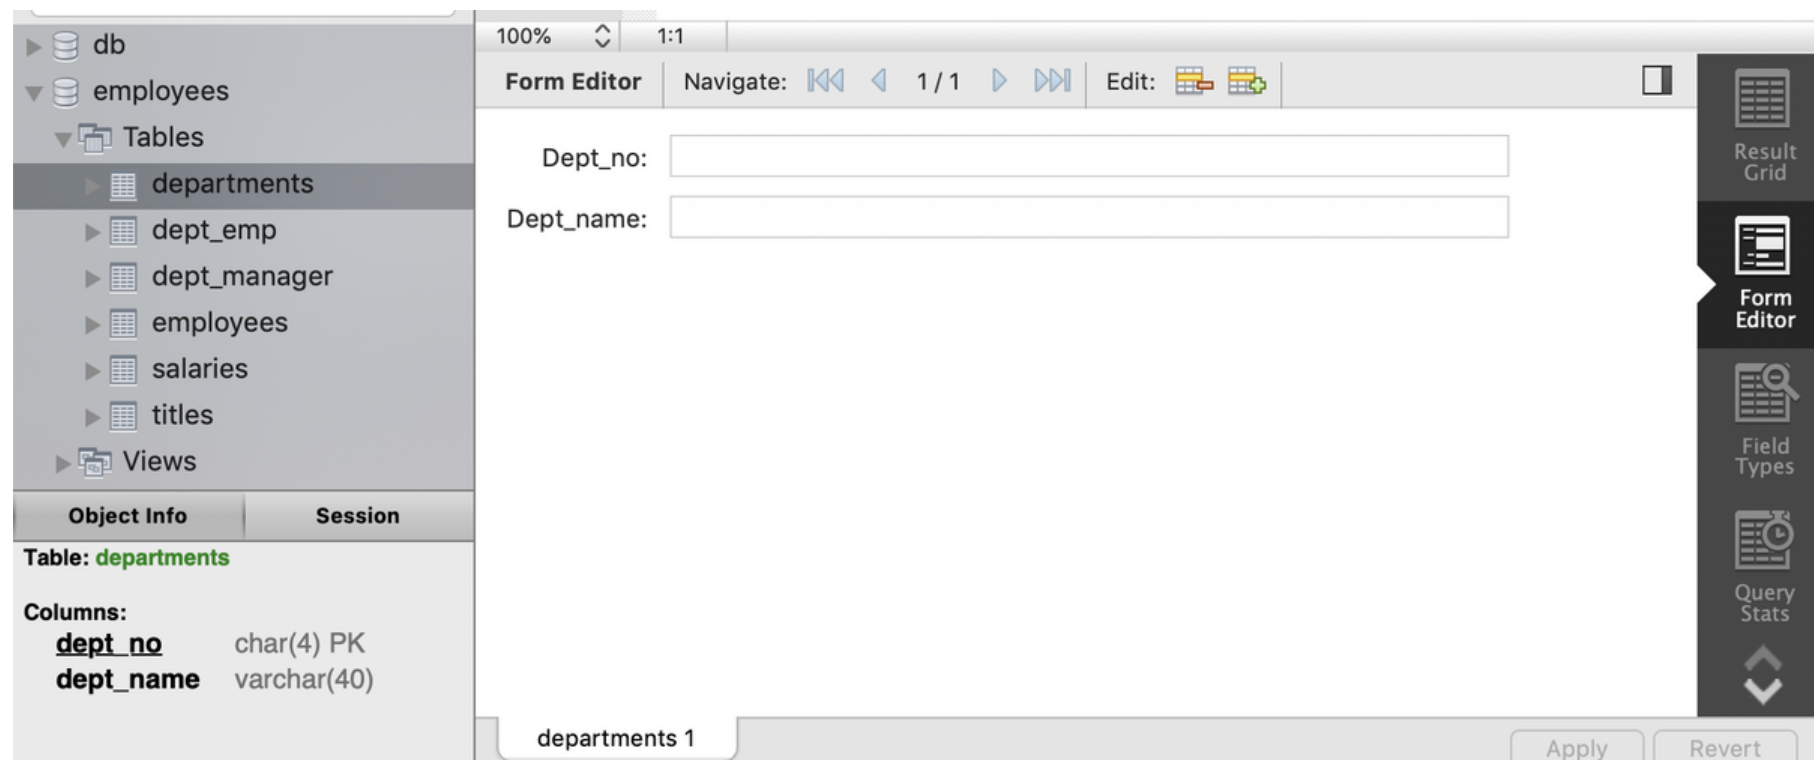 db
employees
Tables
departments
dept_emp
dept_manager
employees
salaries
titles
Views
Object Info Session
Table: departments
Columns:
dept_no char(4) PK
dept_name varchar(40)
100% 1:1
Form Editor Navigate: 1 / 1 Edit:
Dept_no:
Dept_name:
departments 1
Apply Revert
Result
Grid
Form
Editor
Field
Types
Query
Stats